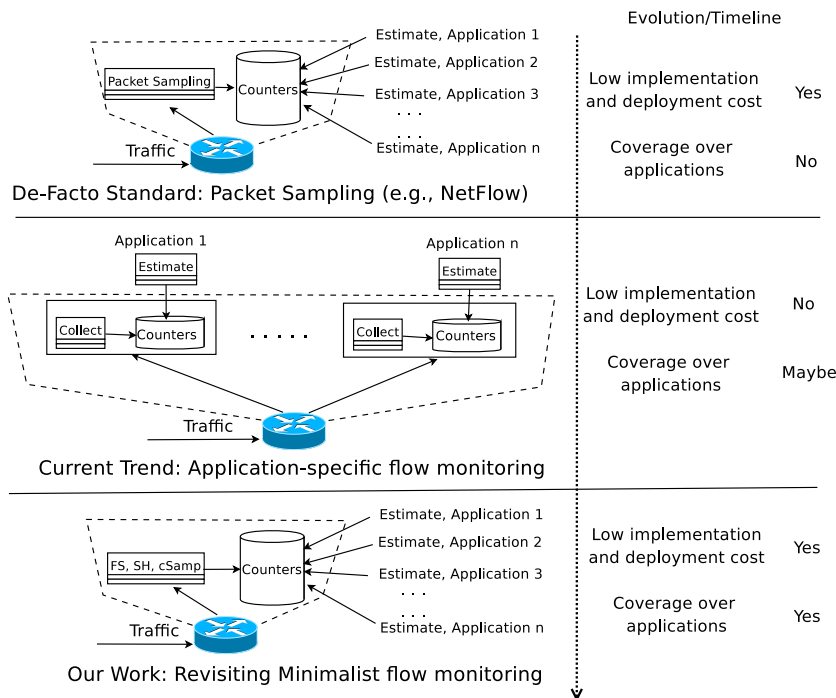 Evolution/Timeline
Estimate, Application 1
Estimate, Application 2
Estimate, Application 3
. . .
. . .
Estimate, Application n
Packet Sampling
Counters
Traffic
De-Facto Standard: Packet Sampling (e.g., NetFlow)
Low implementation
and deployment cost
Yes
Coverage over
applications
No
Application 1
Estimate
Collect
Counters
. . . . .
Application n
Estimate
Collect
Counters
Traffic
Current Trend: Application-specific flow monitoring
Low implementation
and deployment cost
No
Coverage over
applications
Maybe
Estimate, Application 1
Estimate, Application 2
Estimate, Application 3
. . .
. . .
Estimate, Application n
FS, SH, cSamp
Counters
Traffic
Our Work: Revisiting Minimalist flow monitoring
Low implementation
and deployment cost
Yes
Coverage over
applications
Yes